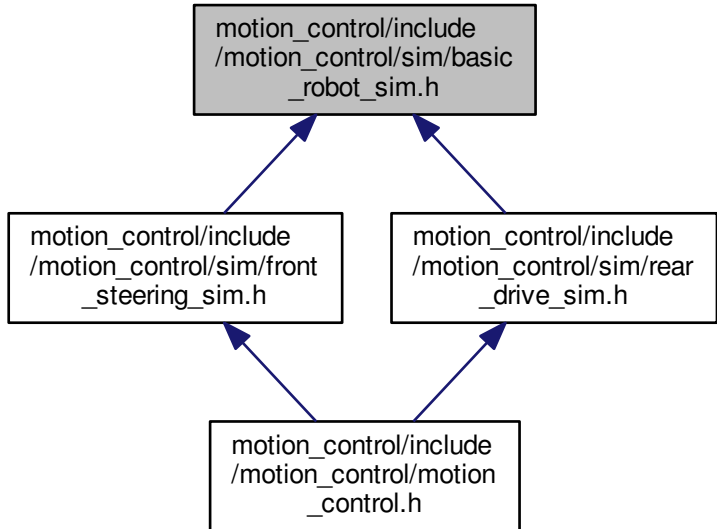 motion_control/include
/motion_control/sim/basic
_robot_sim.h
motion_control/include
/motion_control/sim/front
_steering_sim.h
motion_control/include
/motion_control/sim/rear
_drive_sim.h
motion_control/include
/motion_control/motion
_control.h